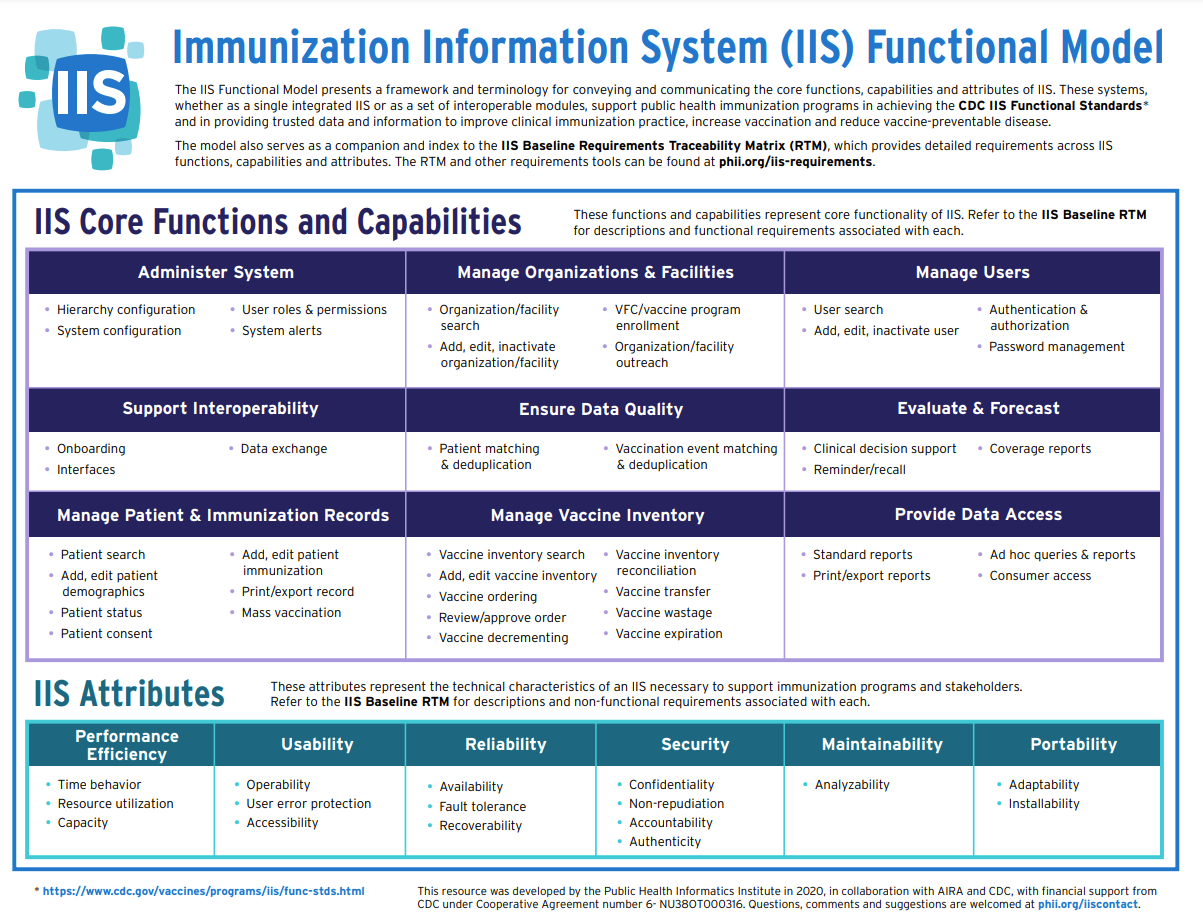 IIS
Immunization Information System (IIS) Functional Model
The IIS Functional Model presents a framework and terminology for conveying and communicating the core functions, capabilities and attributes of IIS. These systems,
whether as a single integrated IIS or as a set of interoperable modules, support public health immunization programs in achieving the CDC IIS Functional Standards*
and in providing trusted data and information to improve clinical immunization practice, increase vaccination and reduce vaccine-preventable disease.
The model also serves as a companion and index to the IIS Baseline Requirements Traceability Matrix (RTM), which provides detailed requirements across IIS
functions, capabilities and attributes. The RTM and other requirements tools can be found at phii.org/iis-requirements.
IIS Core Functions and Capabilities
These functions and capabilities represent core functionality of IIS. Refer to the IIS Baseline RTM
for descriptions and functional requirements associated with each.
Administer System
• Hierarchy configuration
• System configuration
• User roles & permissions
• System alerts
Manage Organizations & Facilities
• Organization/facility
search
• Add, edit, inactivate
organization/facility
• VFC/vaccine program
enrollment
• Organization/facility
outreach
Manage Users
• User search
• Add, edit, inactivate user
• Authentication &
authorization
• Password management
Support Interoperability
• Onboarding
• Interfaces
• Data exchange
Ensure Data Quality
• Patient matching
& deduplication
• Vaccination event matching
& deduplication
Evaluate & Forecast
• Clinical decision support
• Reminder/recall
• Coverage reports
Manage Patient & Immunization Records
• Patient search
• Add, edit patient
demographics
• Patient status
• Patient consent
• Add, edit patient
immunization
• Print/export record
• Mass vaccination
Manage Vaccine Inventory
• Vaccine inventory search
• Add, edit vaccine inventory
• Vaccine ordering
• Review/approve order
• Vaccine decrementing
• Vaccine inventory
reconciliation
• Vaccine transfer
• Vaccine wastage
• Vaccine expiration
Provide Data Access
• Standard reports
• Print/export reports
• Ad hoc queries & reports
• Consumer access
IIS Attributes
These attributes represent the technical characteristics of an IIS necessary to support immunization programs and stakeholders.
Refer to the IIS Baseline RTM for descriptions and non-functional requirements associated with each.
Performance
Efficiency
• Time behavior
• Resource utilization
• Capacity
Usability
• Operability
• User error protection
• Accessibility
Reliability
• Availability
• Fault tolerance
• Recoverability
Security
• Confidentiality
• Non-repudiation
• Accountability
• Authenticity
Maintainability
• Analyzability
Portability
• Adaptability
• Installability
* https://www.cdc.gov/vaccines/programs/iis/func-stds.html
This resource was developed by the Public Health Informatics Institute in 2020, in collaboration with AIRA and CDC, with financial support from
CDC under Cooperative Agreement number 6- NU38OT000316. Questions, comments and suggestions are welcomed at phii.org/iiscontact.